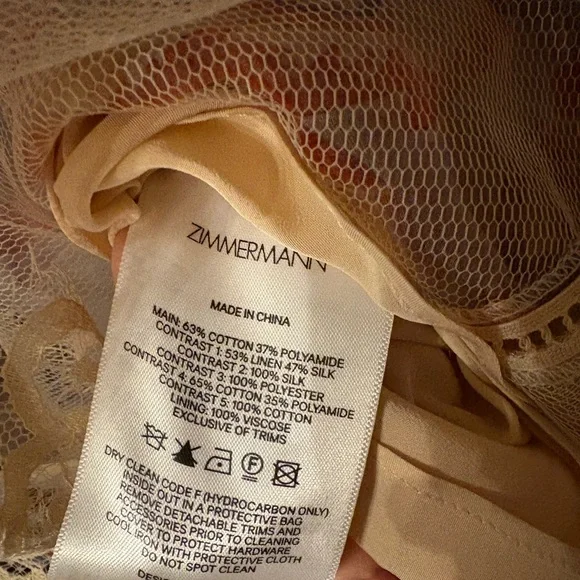 ZIMMERMANN
MADE IN CHINA
MAIN: 63% COTTON 37% POLYAMIDE
CONTRAST 1: 53% LINEN 47% SILK
CONTRAST 2: 100% SILK
CONTRAST 3: 100% POLYESTER
CONTRAST 4: 65% COTTON 35% POLYAMIDE
CONTRAST 5: 100% COTTON
LINING: 100% VISCOSE
EXCLUSIVE OF TRIMS
F
DRY CLEAN CODE F (HYDROCARBON ONLY)
INSIDE OUT IN A PROTECTIVE BAG
REMOVE DETACHABLE TRIMS AND
ACCESSORIES PRIOR TO CLEANING
COVER TO PROTECT HARDWARE
COOL IRON WITH PROTECTIVE CLOTH
DO NOT SPOT CLEAN